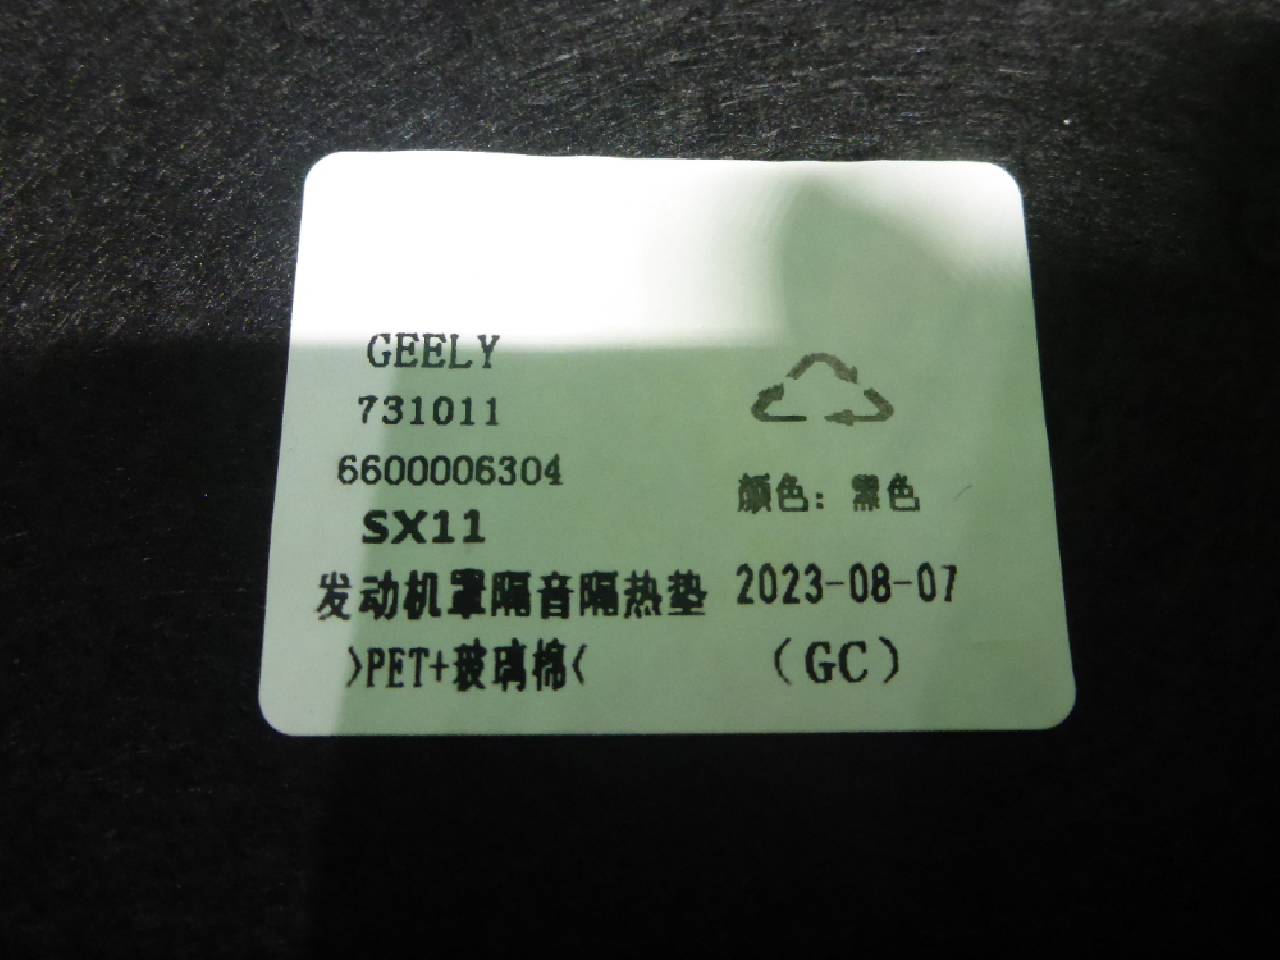 GEELY
731011
6600006304
SX11
发动机罩隔音隔热垫
>PET+玻璃棉<
颜色：黑色
2023-08-07
（GC）